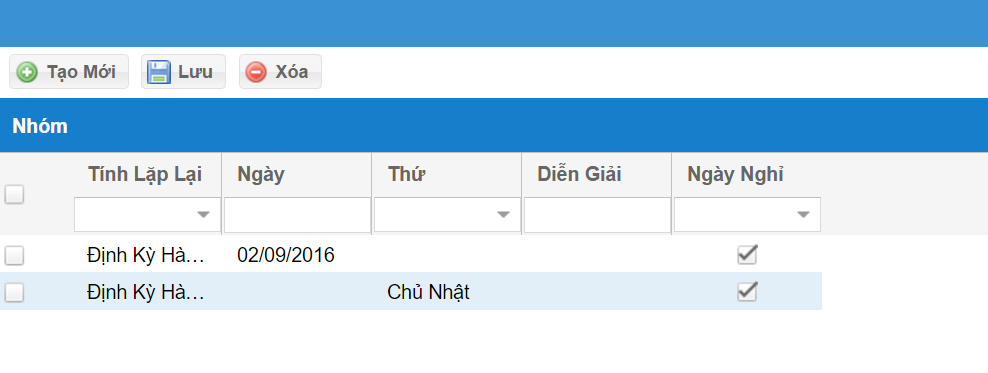 Tạo Mới Lưu Xóa
Nhóm
Tính Lặp Lại Ngày Thứ Diễn Giải Ngày Nghỉ
Định Kỳ Hà... 02/09/2016
Định Kỳ Hà... Chủ Nhật